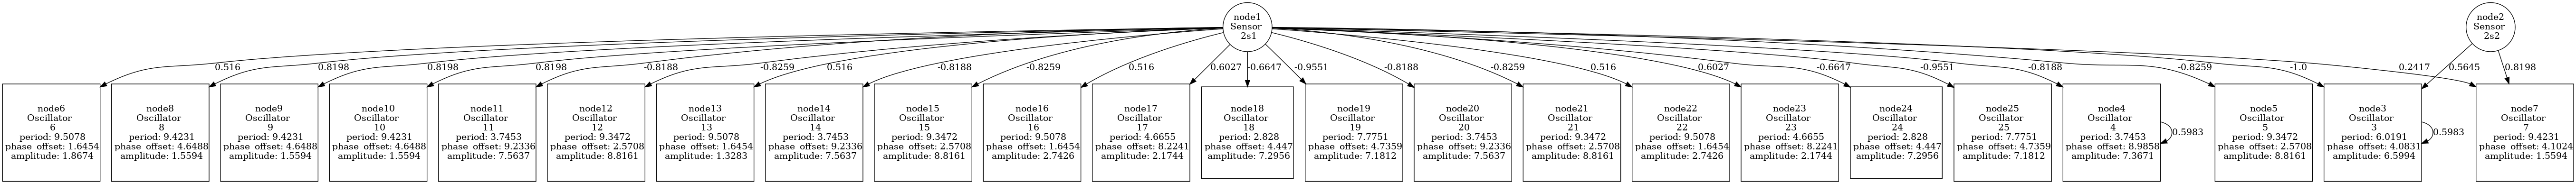 node1
Sensor
2s1
node2
Sensor
2s2
0.516
0.8198
0.8198
0.8198
-0.8188
-0.8259
0.516
-0.8188
-0.8259
0.516
0.6027
-0.6647
-0.9551
-0.8188
-0.8259
0.516
0.6027
-0.6647
-0.9551
-0.8188
-0.8259
-1.0
0.2417
0.5645
0.8198
node6
Oscillator
6
period: 9.5078
phase_offset: 1.6454
amplitude: 1.8674
node8
Oscillator
8
period: 9.4231
phase_offset: 4.6488
amplitude: 1.5594
node9
Oscillator
9
period: 9.4231
phase_offset: 4.6488
amplitude: 1.5594
node10
Oscillator
10
period: 9.4231
phase_offset: 4.6488
amplitude: 1.5594
node11
Oscillator
11
period: 3.7453
phase_offset: 9.2336
amplitude: 7.5637
node12
Oscillator
12
period: 9.3472
phase_offset: 2.5708
amplitude: 8.8161
node13
Oscillator
13
period: 9.5078
phase_offset: 1.6454
amplitude: 1.3283
node14
Oscillator
14
period: 3.7453
phase_offset: 9.2336
amplitude: 7.5637
node15
Oscillator
15
period: 9.3472
phase_offset: 2.5708
amplitude: 8.8161
node16
Oscillator
16
period: 9.5078
phase_offset: 1.6454
amplitude: 2.7426
node17
Oscillator
17
period: 4.6655
phase_offset: 8.2241
amplitude: 2.1744
node18
Oscillator
18
period: 2.828
phase_offset: 4.447
amplitude: 7.2956
node19
Oscillator
19
period: 7.7751
phase_offset: 4.7359
amplitude: 7.1812
node20
Oscillator
20
period: 3.7453
phase_offset: 9.2336
amplitude: 7.5637
node21
Oscillator
21
period: 9.3472
phase_offset: 2.5708
amplitude: 8.8161
node22
Oscillator
22
period: 9.5078
phase_offset: 1.6454
amplitude: 2.7426
node23
Oscillator
23
period: 4.6655
phase_offset: 8.2241
amplitude: 2.1744
node24
Oscillator
24
period: 2.828
phase_offset: 4.447
amplitude: 7.2956
node25
Oscillator
25
period: 7.7751
phase_offset: 4.7359
amplitude: 7.1812
node4
Oscillator
4
period: 3.7453
phase_offset: 8.9858
amplitude: 7.3671
0.5983
node5
Oscillator
5
period: 9.3472
phase_offset: 2.5708
amplitude: 8.8161
node3
Oscillator
3
period: 6.0191
phase_offset: 4.0831
amplitude: 6.5994
0.5983
node7
Oscillator
7
period: 9.4231
phase_offset: 4.1024
amplitude: 1.5594